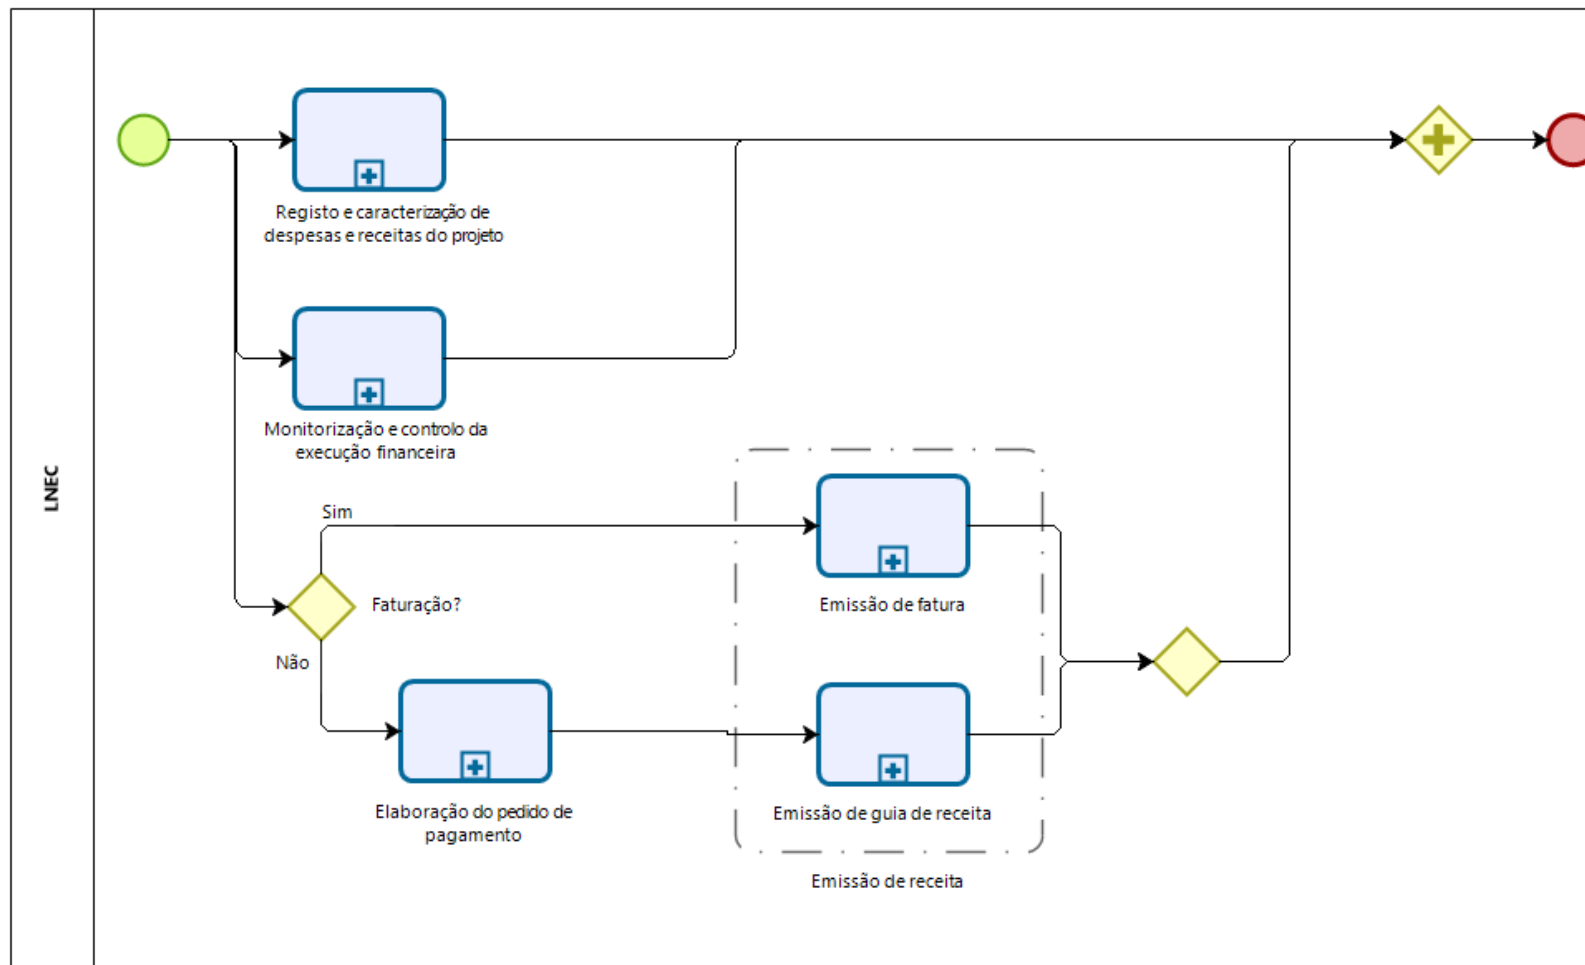 LNEC
Registo e caracterização de
despesas e receitas do projeto
Monitorização e controlo da
execução financeira
Sim
Faturação?
Não
Emissão de fatura
Elaboração do pedido de
pagamento
Emissão de guia de receita
Emissão de receita